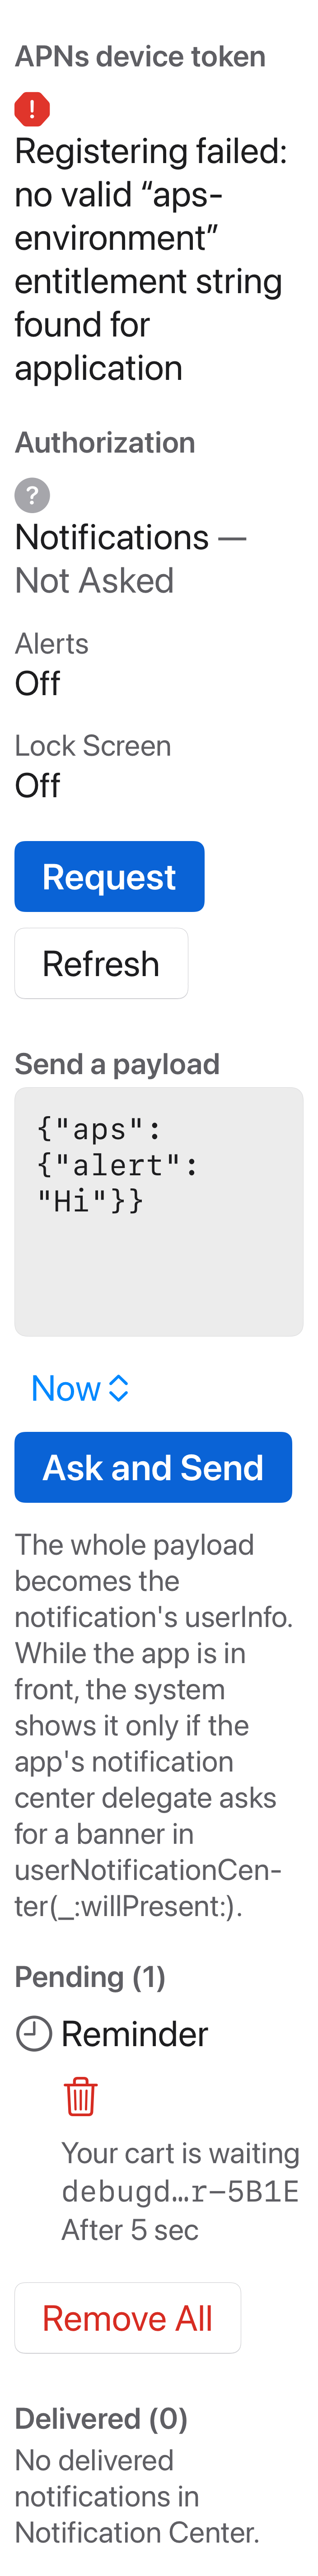 APNs device token
Registering failed:
no valid “aps-
environment”
entitlement string
found for
application
Authorization
Notifications —
Not Asked
Alerts
Off
Lock Screen
Off
Request
Refresh
Send a payload
{"aps":
{"alert":
"Hi"}}
Now
Ask and Send
The whole payload
becomes the
notification's userInfo.
While the app is in
front, the system
shows it only if the
app's notification
center delegate asks
for a banner in
userNotificationCen-
ter(_:willPresent:).
Pending (1)
Reminder
Your cart is waiting
debugd…r–5B1E
After 5 sec
Remove All
Delivered (0)
No delivered
notifications in
Notification Center.